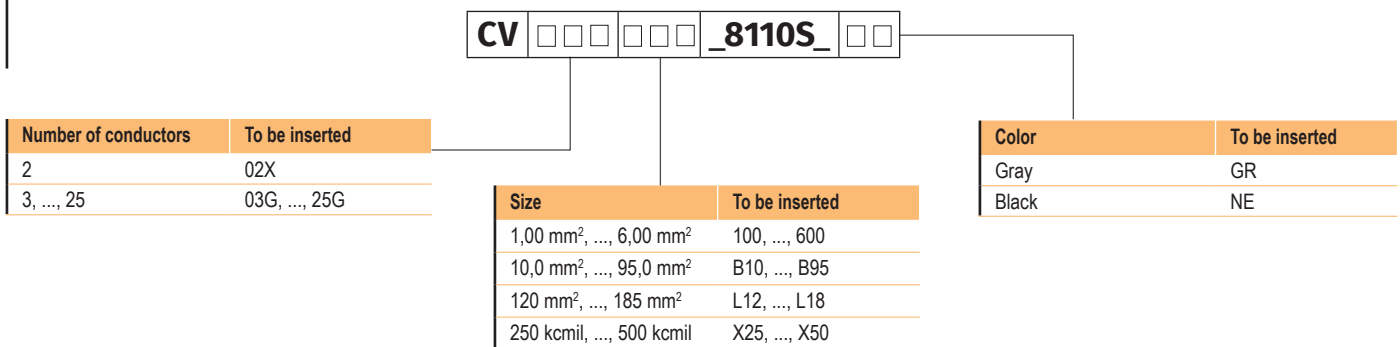 CV □□□ □□□ _8110S_ □□
Number of conductors To be inserted
2 02X
3, ..., 25 03G, ..., 25G
Size To be inserted
1,00 mm², ..., 6,00 mm² 100, ..., 600
10,0 mm², ..., 95,0 mm² B10, ..., B95
120 mm², ..., 185 mm² L12, ..., L18
250 kcmil, ..., 500 kcmil X25, ..., X50
Color To be inserted
Gray GR
Black NE